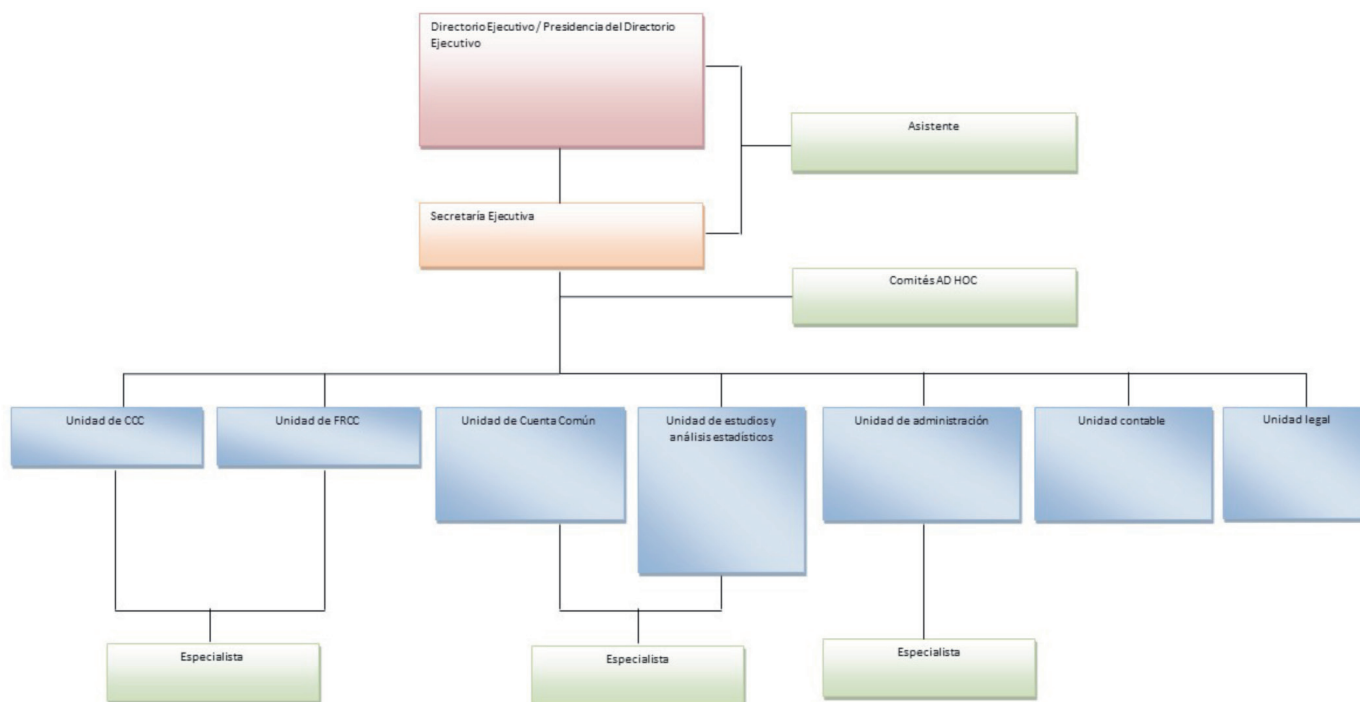 Directorio Ejecutivo / Presidencia del Directorio
Ejecutivo
Asistente
Secretaría Ejecutiva
Comités AD HOC
Unidad de CCC
Unidad de FRCC
Unidad de Cuenta Común
Unidad de estudios y
análisis estadísticos
Unidad de administración
Unidad contable
Unidad legal
Especialista
Especialista
Especialista